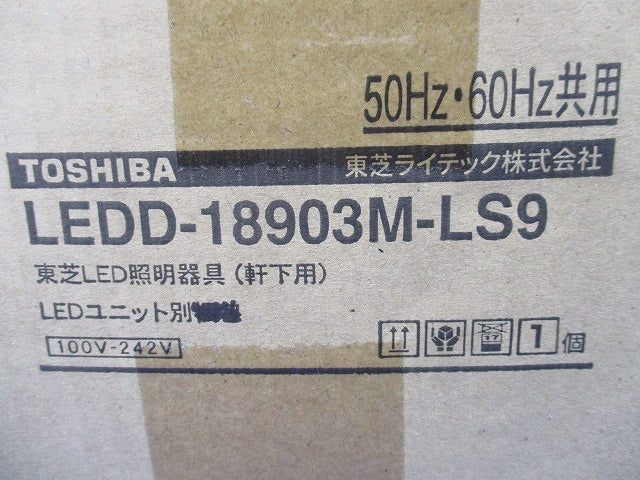 50Hz・60Hz共用
TOSHIBA 東芝ライテック株式会社
LEDD-18903M-LS9
東芝LED照明器具（軒下用）
LEDユニット別
100V-242V
17
1個